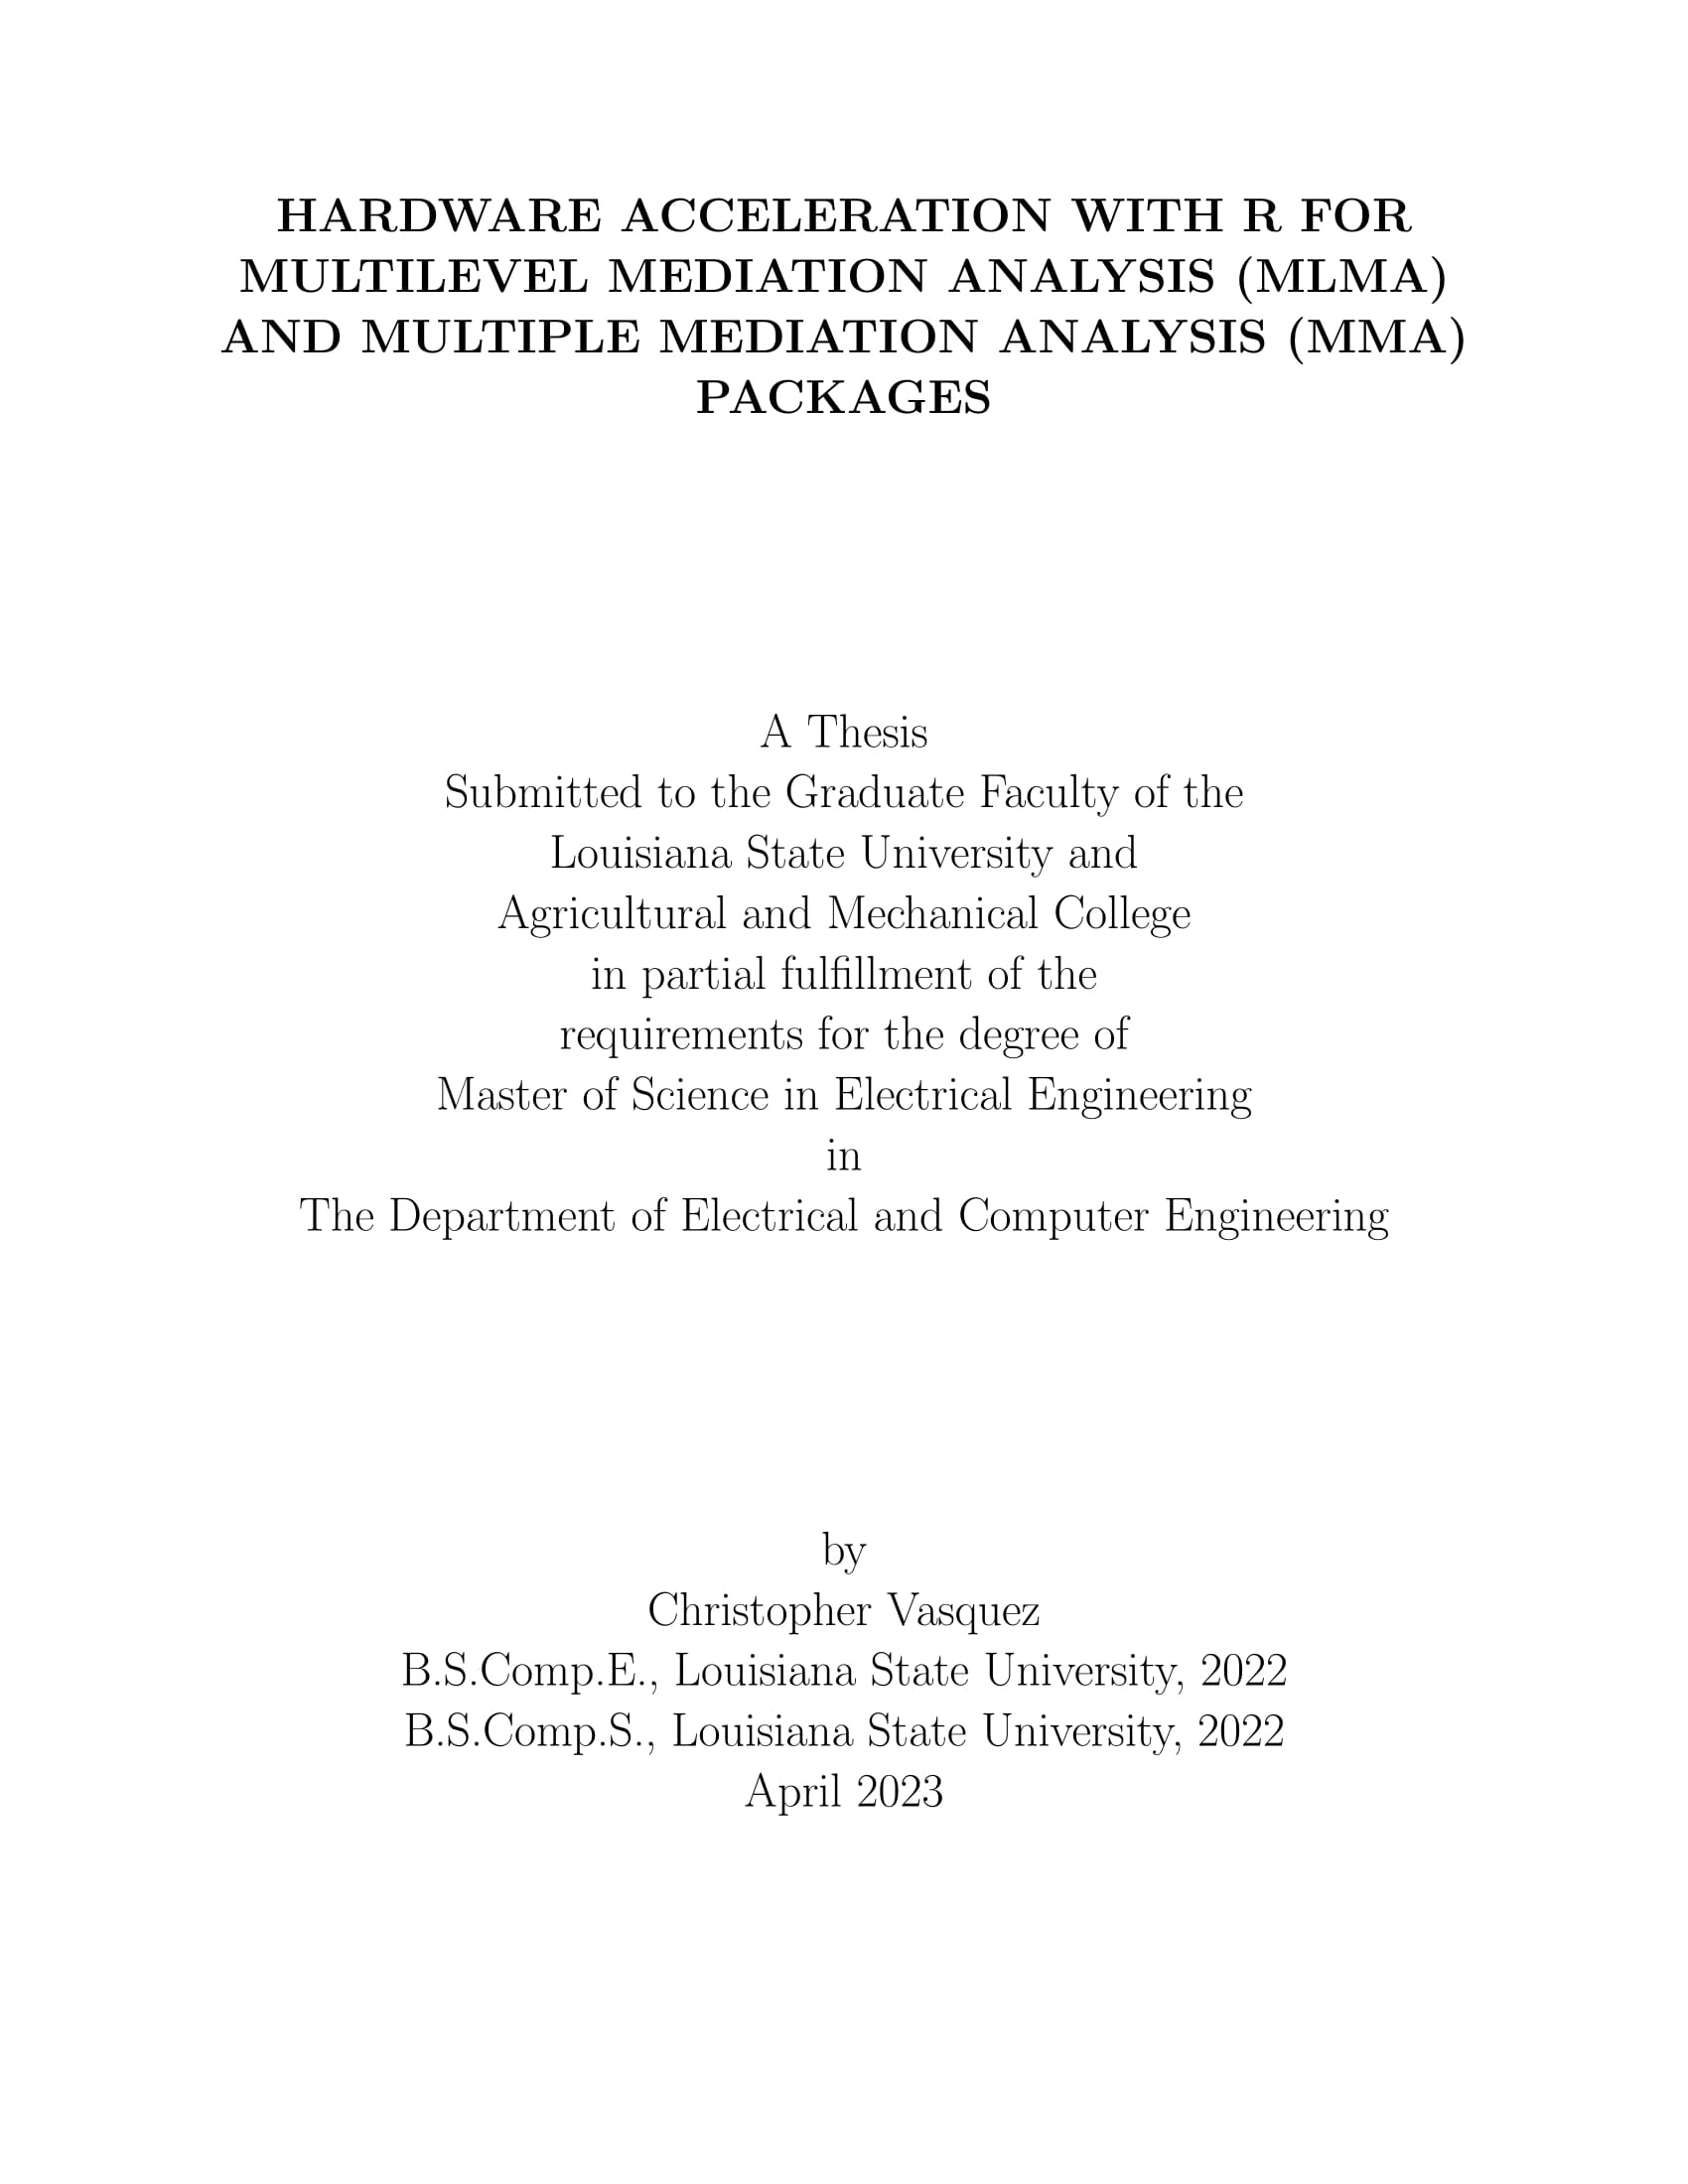 HARDWARE ACCELERATION WITH R FOR
MULTILEVEL MEDIATION ANALYSIS (MLMA)
AND MULTIPLE MEDIATION ANALYSIS (MMA)
PACKAGES
A Thesis
Submitted to the Graduate Faculty of the
Louisiana State University and
Agricultural and Mechanical College
in partial fulfillment of the
requirements for the degree of
Master of Science in Electrical Engineering
in
The Department of Electrical and Computer Engineering
by
Christopher Vasquez
B.S.Comp.E., Louisiana State University, 2022
B.S.Comp.S., Louisiana State University, 2022
April 2023